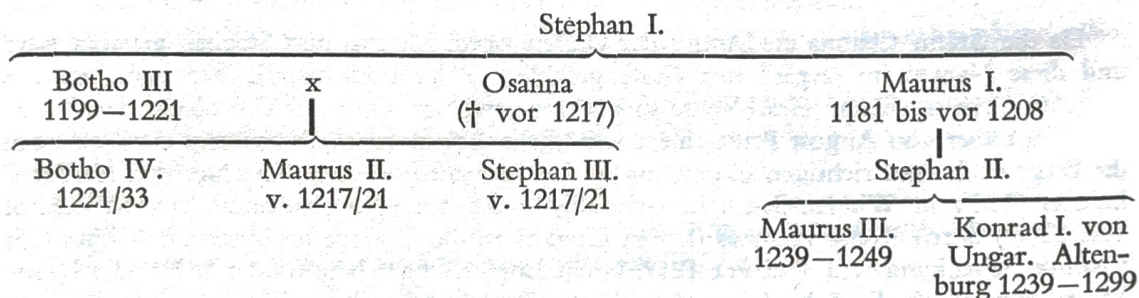 Stephan I.
Botho III x Osanna Maurus I.
1199—1221 († vor 1217) 1181 bis vor 1208
Botho IV. Maurus II. Stephan III. Stephan II.
1221/33 v. 1217/21 v. 1217/21
Maurus III. Konrad I. von
1239—1249 Ungar. Alten-
burg 1239—1299